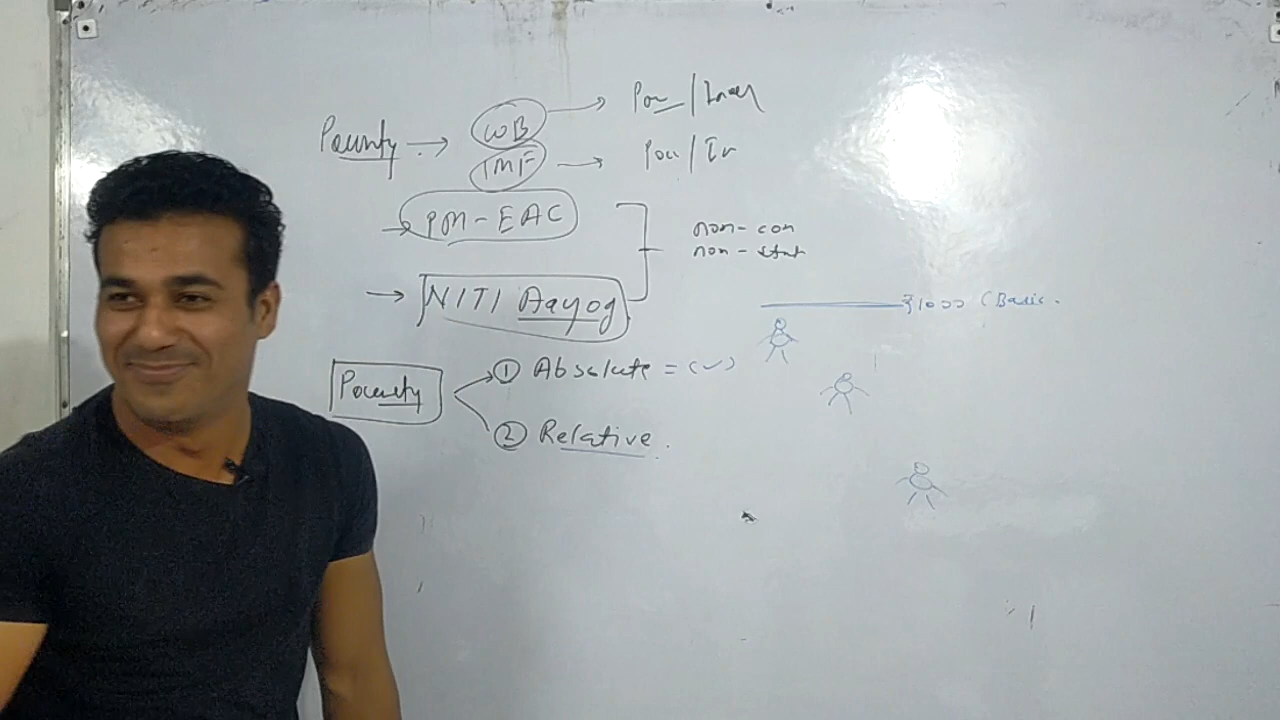 Poverty → WB → Pov /
IMF → Pov / In
→ PM - EAC
non - con
non - stat
→ NITI Aayog
₹1000 (Basic.
Poverty
① Absolute = (✓)
② Relative.